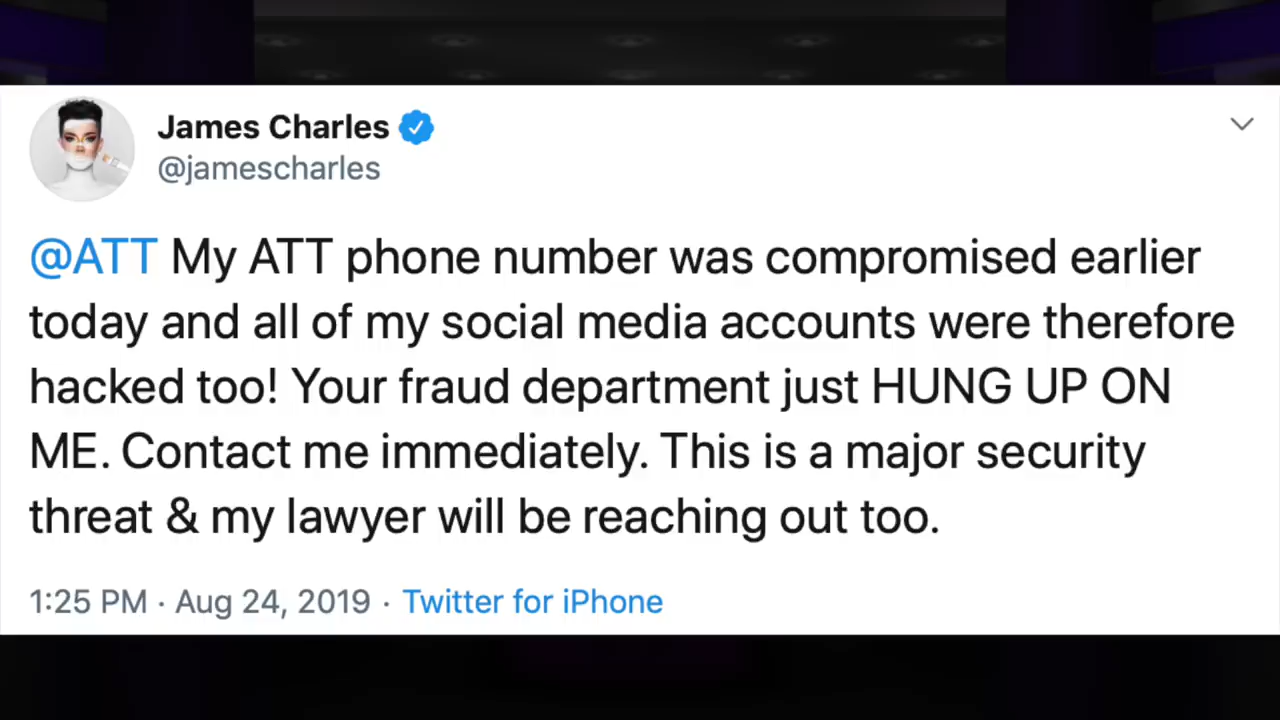 James Charles
@jamescharles
@ATT My ATT phone number was compromised earlier
today and all of my social media accounts were therefore
hacked too! Your fraud department just HUNG UP ON
ME. Contact me immediately. This is a major security
threat & my lawyer will be reaching out too.
1:25 PM · Aug 24, 2019 · Twitter for iPhone